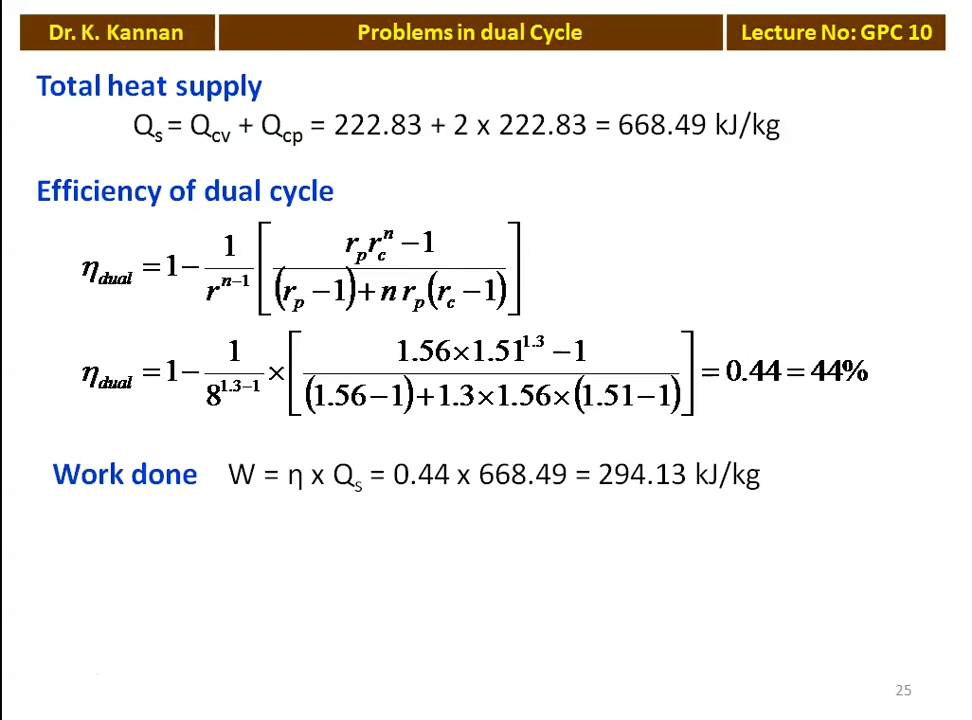 Dr. K. Kannan
Problems in dual Cycle
Lecture No: GPC 10
Total heat supply
Qₛ = Q_cv + Q_cp = 222.83 + 2 x 222.83 = 668.49 kJ/kg
Efficiency of dual cycle
η_dual = 1 − 1/r^(n−1) [ (r_p r_c^n − 1) / ((r_p − 1) + n r_p (r_c − 1)) ]
η_dual = 1 − 1/8^(1.3−1) × [ (1.56×1.51^1.3 − 1) / ((1.56−1)+1.3×1.56×(1.51−1)) ] = 0.44 = 44%
Work done W = η x Qₛ = 0.44 x 668.49 = 294.13 kJ/kg
25